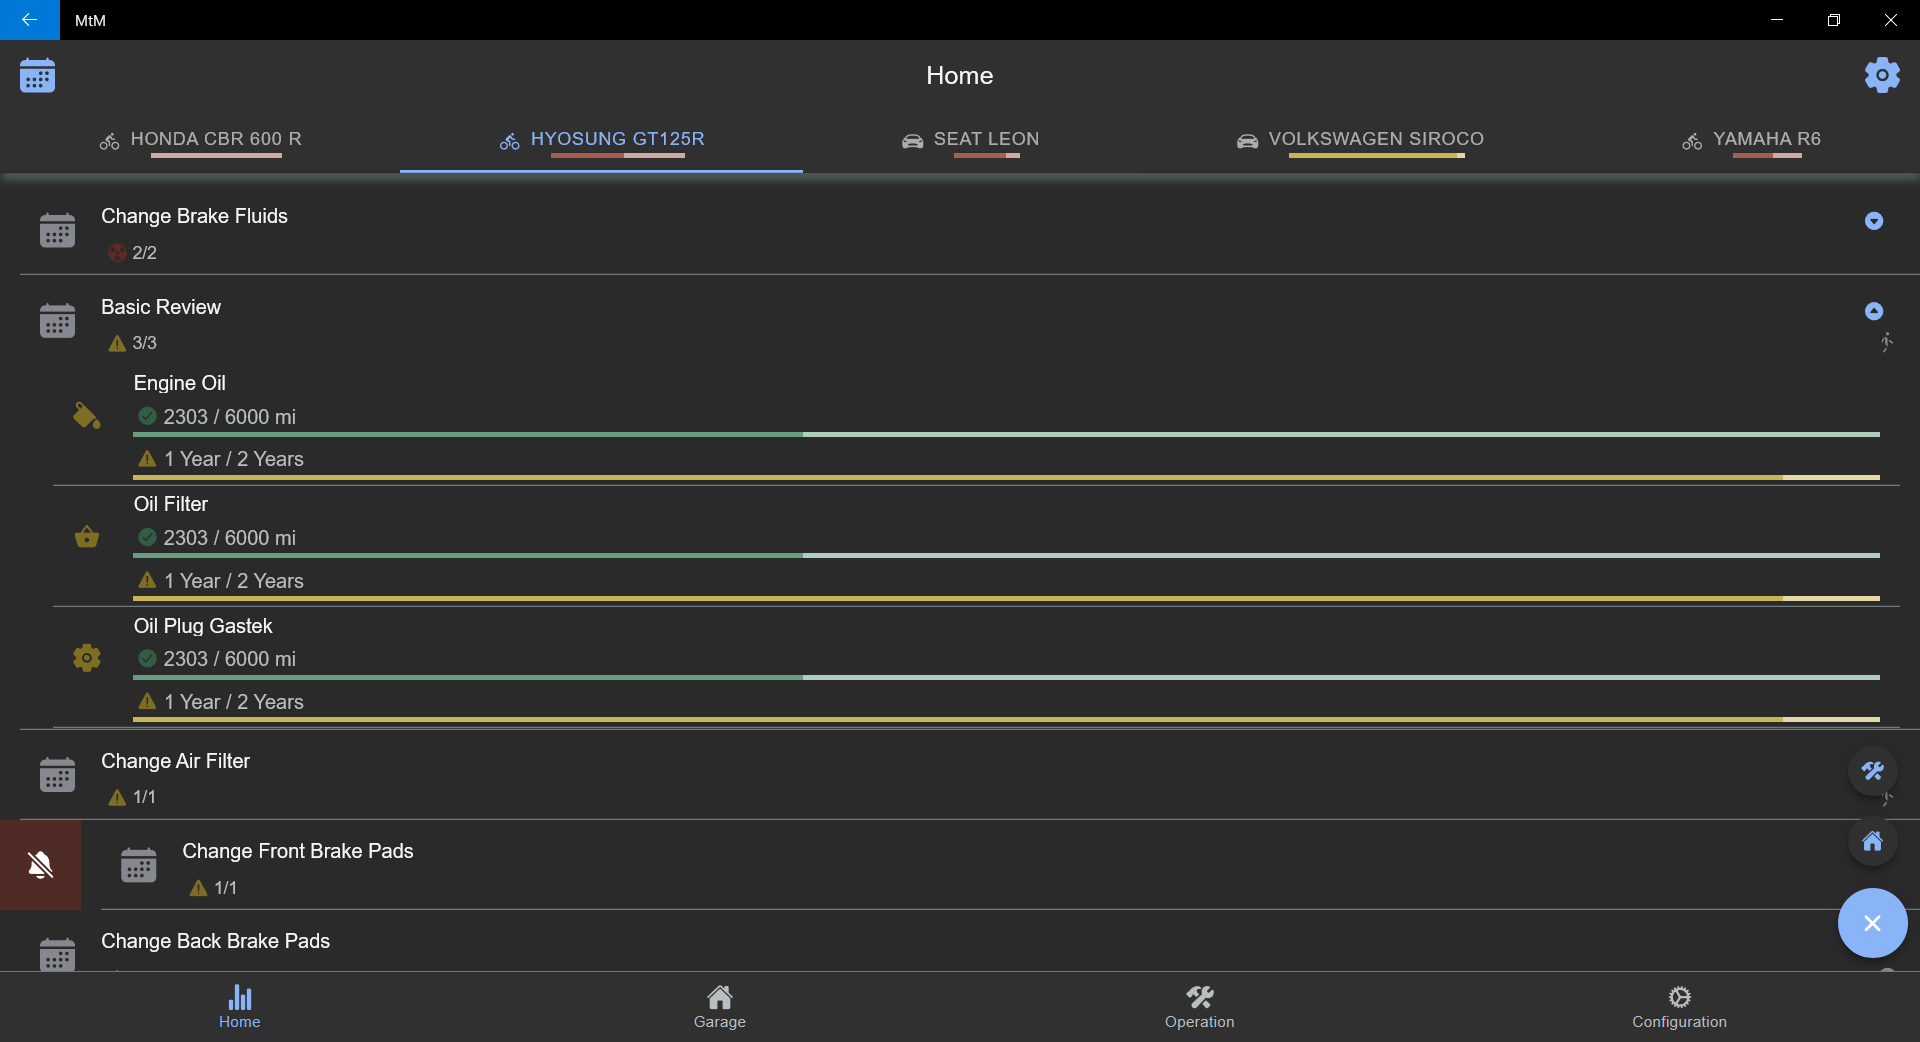 MtM
Home
HONDA CBR 600 R
HYOSUNG GT125R
SEAT LEON
VOLKSWAGEN SIROCO
YAMAHA R6
Change Brake Fluids
2/2
Basic Review
3/3
Engine Oil
2303 / 6000 mi
1 Year / 2 Years
Oil Filter
2303 / 6000 mi
1 Year / 2 Years
Oil Plug Gastek
2303 / 6000 mi
1 Year / 2 Years
Change Air Filter
1/1
Change Front Brake Pads
1/1
Change Back Brake Pads
Home
Garage
Operation
Configuration